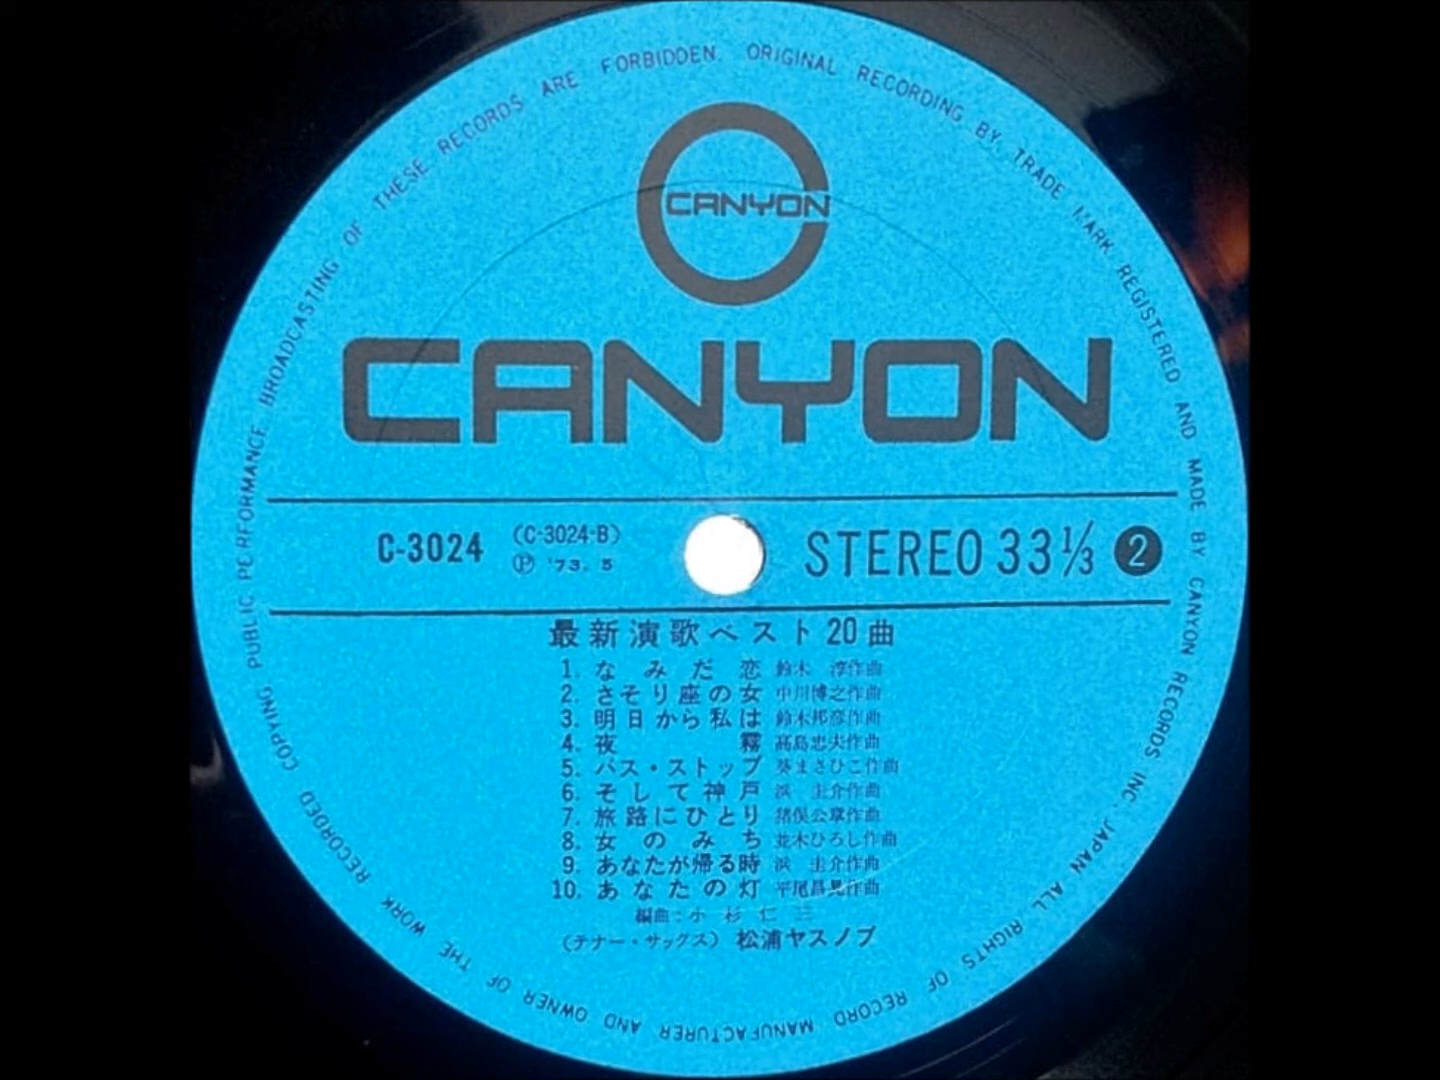 ORIGINAL RECORDING BY TRADE MARK REGISTERED AND MADE BY CANYON RECORDS INC. JAPAN ALL RIGHTS OF RECORD MANUFACTURER AND OWNER OF THE WORK RECORDED COPYING PUBLIC PERFORMANCE BROADCASTING OF THESE RECORDS ARE FORBIDDEN.
CANYON
CANYON
C-3024 (C-3024-B) STEREO 33⅓ 2
Ⓟ '73. 5
最新演歌ベスト20曲
1. なみだ恋 鈴木 淳作曲
2. さそり座の女 中川博之作曲
3. 明日から私は 鈴木邦彦作曲
4. 夜霧 高島忠夫作曲
5. バス・ストップ 葵まさひこ作曲
6. そして神戸 浜 圭介作曲
7. 旅路にひとり 猪俣公章作曲
8. 女のみち 並木ひろし作曲
9. あなたが帰る時 浜 圭介作曲
10. あなたの灯 平尾昌晃作曲
編曲:小杉仁三
(テナー・サックス) 松浦ヤスノブ